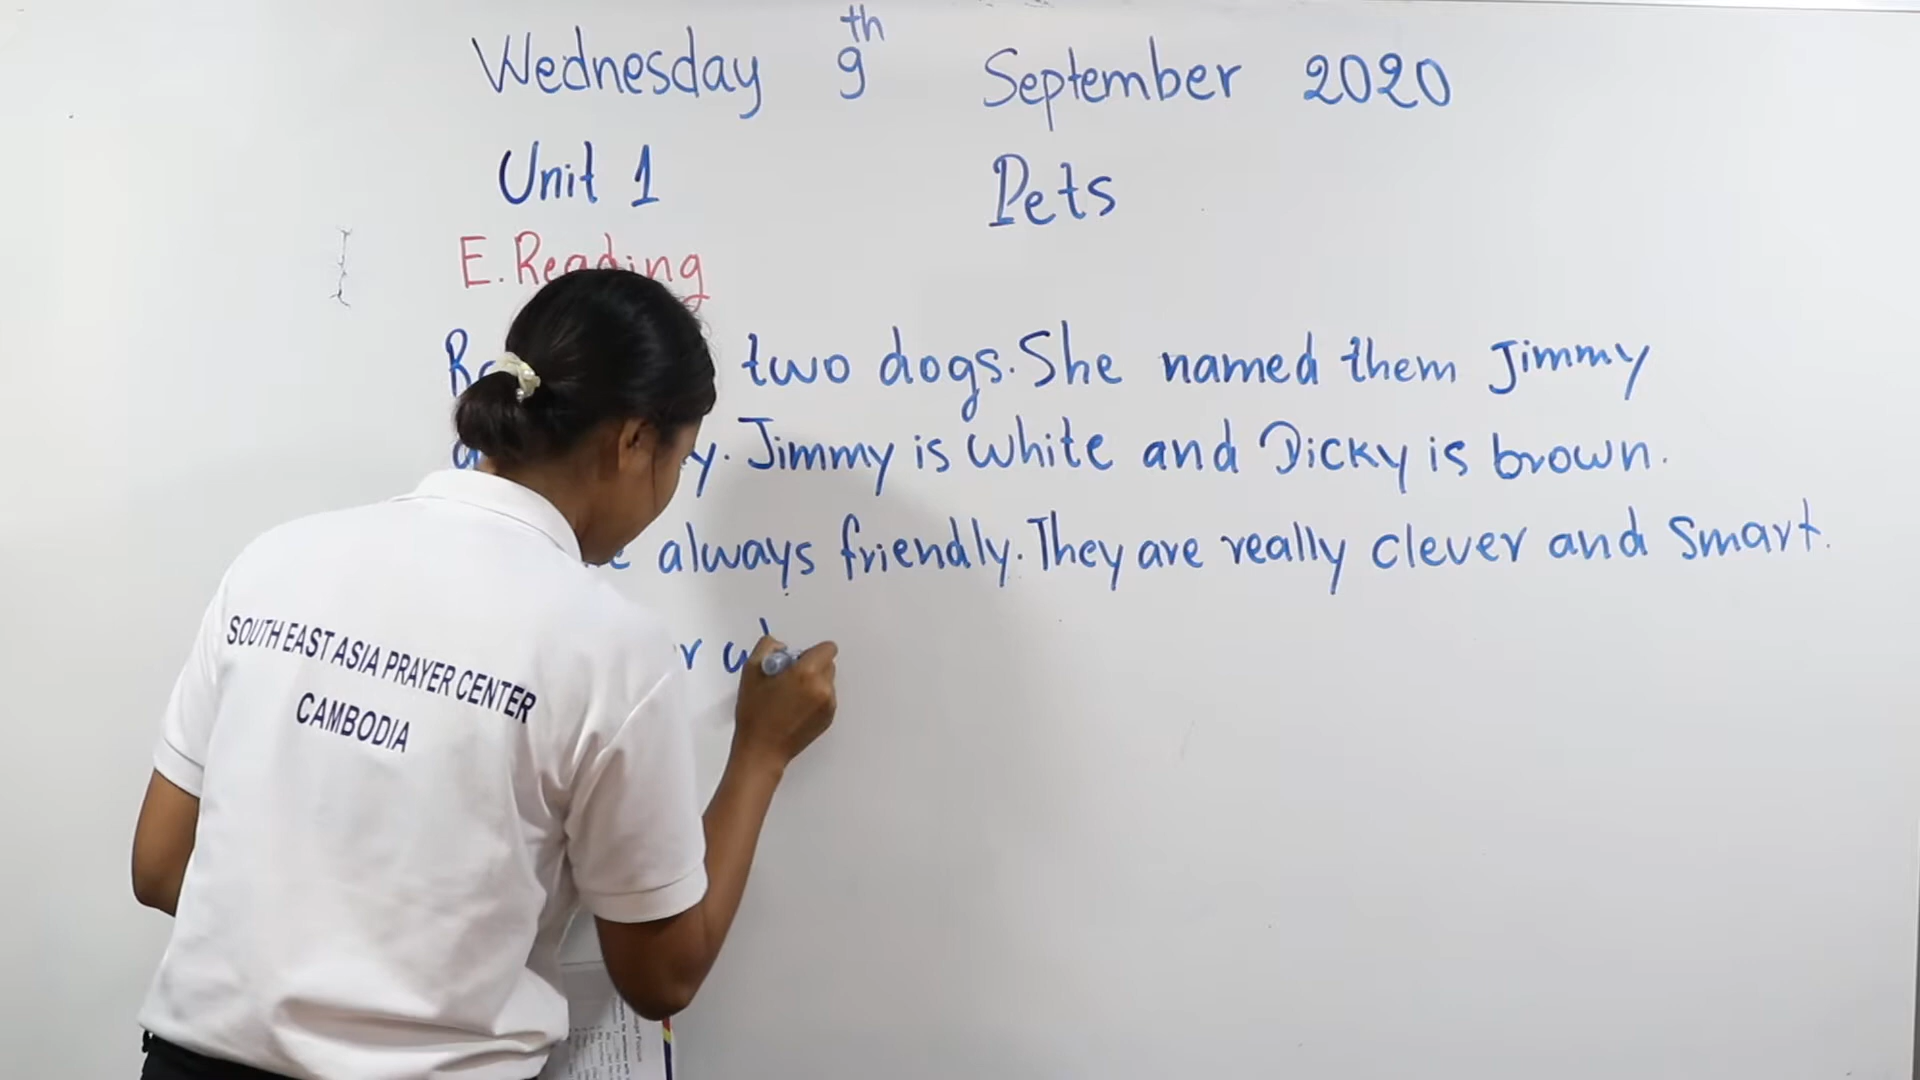 Wednesday 9th September 2020
Unit 1 Pets
E. Reading
two dogs. She named them Jimmy
Jimmy is white and Dicky is brown.
always friendly. They are really clever and smart.
SOUTH EAST ASIA PRAYER CENTER
CAMBODIA